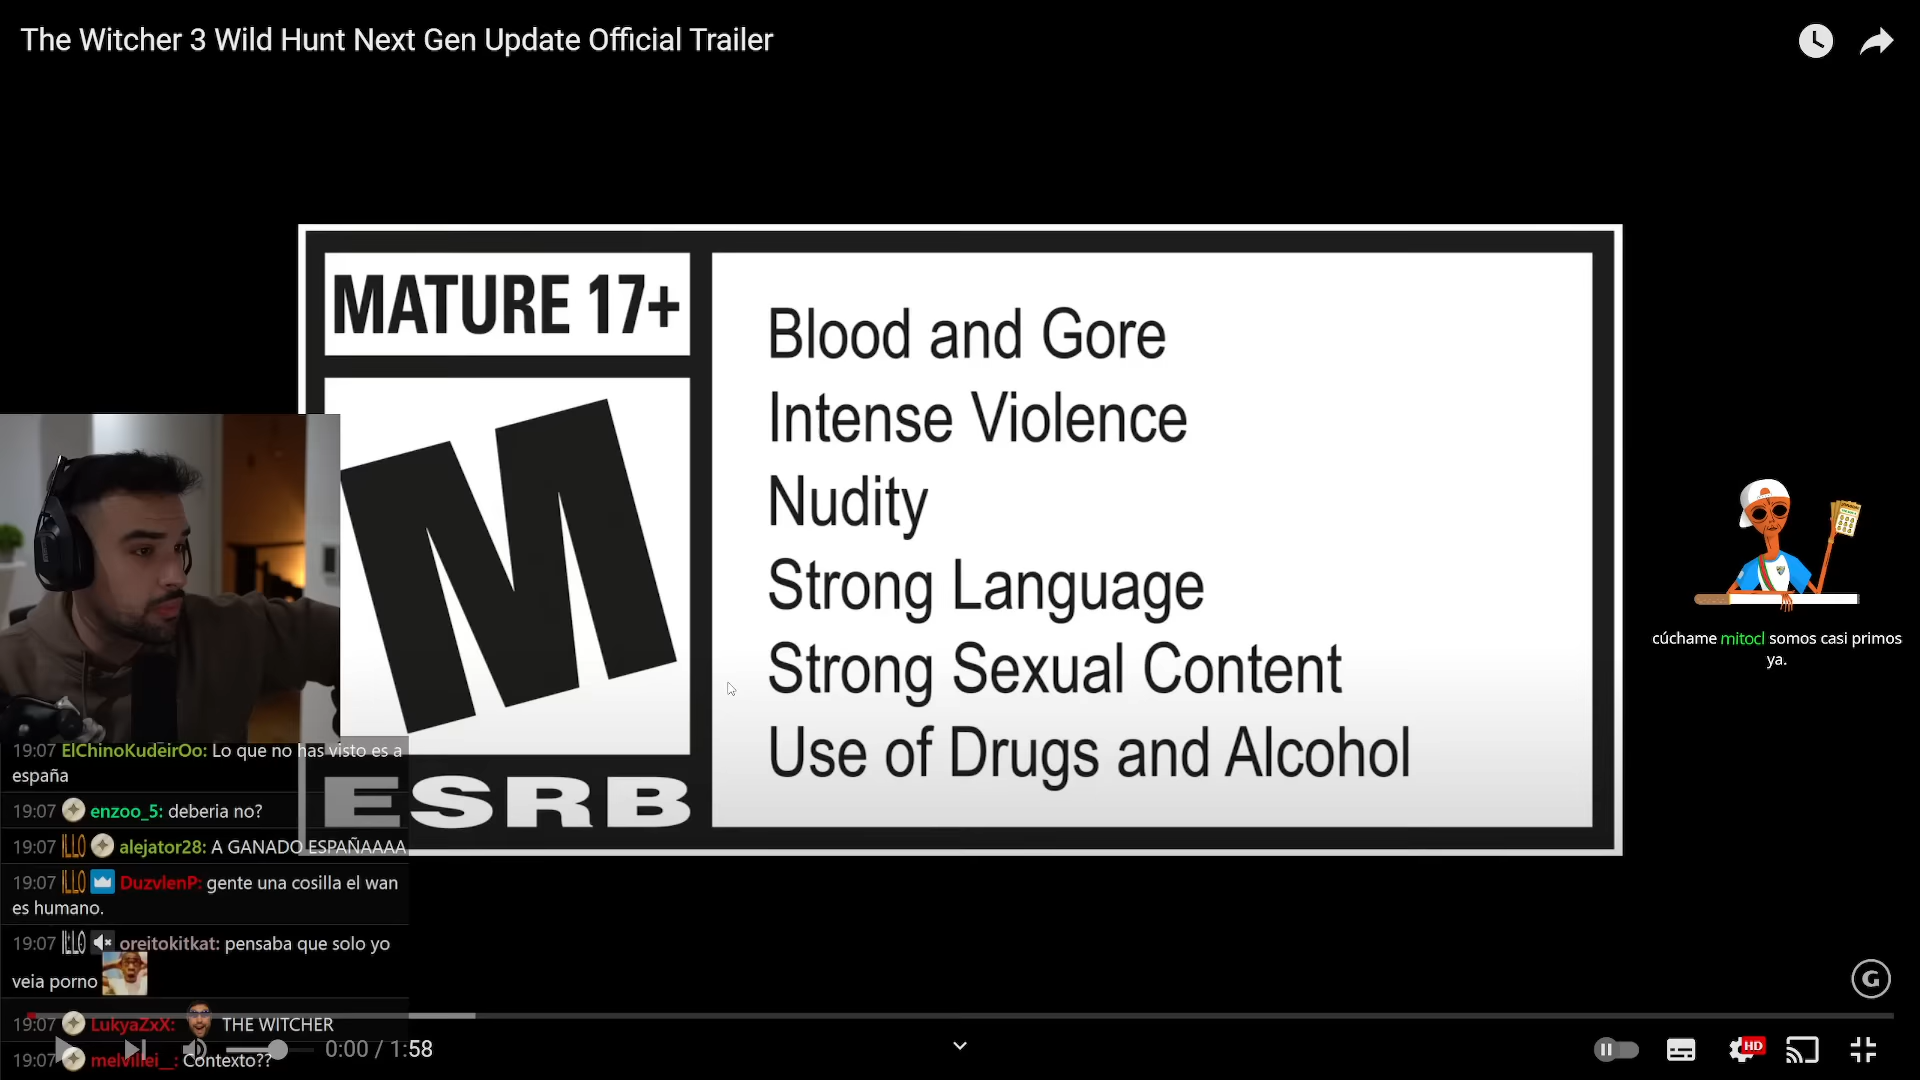 The Witcher 3 Wild Hunt Next Gen Update Official Trailer
MATURE 17+
M
ESRB
Blood and Gore
Intense Violence
Nudity
Strong Language
Strong Sexual Content
Use of Drugs and Alcohol
cúchame mitocl somos casi primos
ya.
19:07 ElChinoKudeirOo: Lo que no has visto es a
españa
19:07 enzoo_5: deberia no?
19:07 ILLO alejator28: A GANADO ESPAÑAAAA
19:07 ILLO DuzvlenP: gente una cosilla el wan
es humano.
19:07 ILLO oreitokitkat: pensaba que solo yo
veia porno
19:07 LukyaZxX: THE WITCHER
19:07 melvillei__: Contexto??
0:00 / 1:58
HD
G